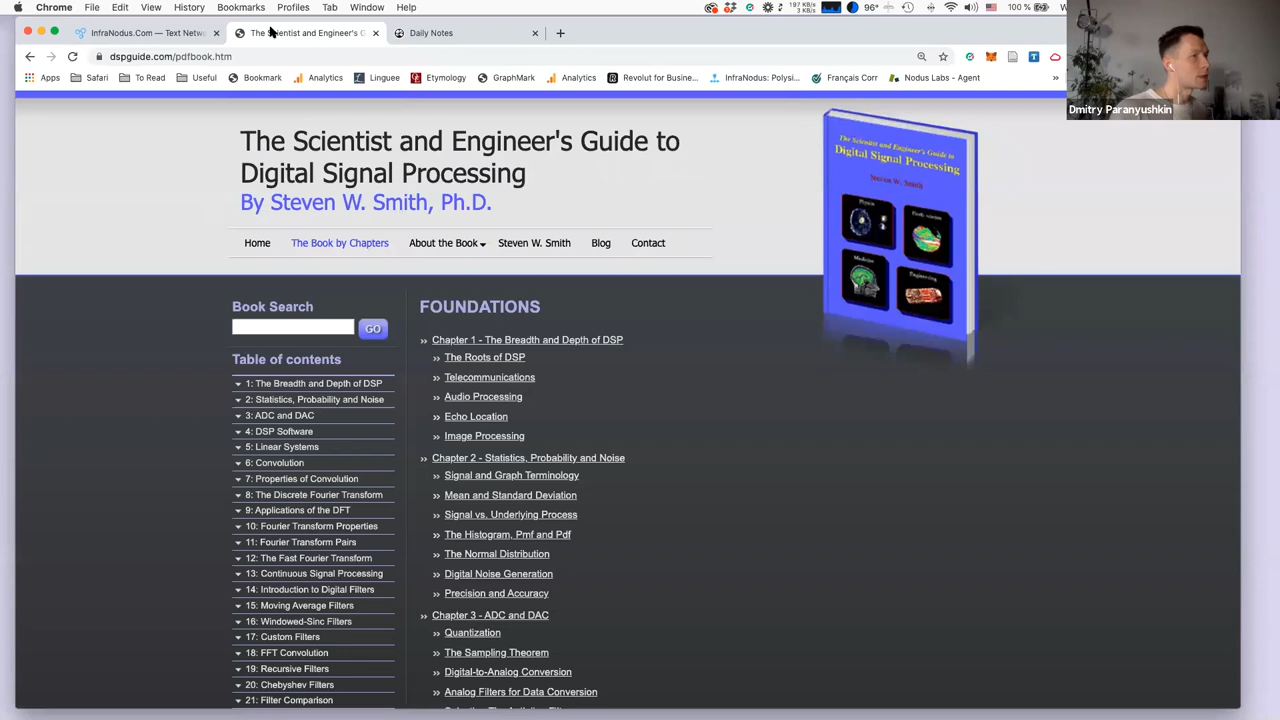 Chrome File Edit View History Bookmarks Profiles Tab Window Help
197 KB/s
3 KB/s
96°
100 %
InfraNodus.Com — Text Netw
The Scientist and Engineer's G
Daily Notes
dspguide.com/pdfbook.htm
Apps Safari To Read Useful Bookmark Analytics Linguee Etymology GraphMark Analytics Revolut for Busine... InfraNodus: Polysi... Français Corr Nodus Labs - Agent »
Dmitry Paranyushkin
The Scientist and Engineer's Guide to
Digital Signal Processing
By Steven W. Smith, Ph.D.
Home The Book by Chapters About the Book Steven W. Smith Blog Contact
The Scientist and Engineer's Guide to
Digital Signal Processing
Steven W. Smith
Physics
Medicine
Engineering
Book Search
GO
Table of contents
1: The Breadth and Depth of DSP
2: Statistics, Probability and Noise
3: ADC and DAC
4: DSP Software
5: Linear Systems
6: Convolution
7: Properties of Convolution
8: The Discrete Fourier Transform
9: Applications of the DFT
10: Fourier Transform Properties
11: Fourier Transform Pairs
12: The Fast Fourier Transform
13: Continuous Signal Processing
14: Introduction to Digital Filters
15: Moving Average Filters
16: Windowed-Sinc Filters
17: Custom Filters
18: FFT Convolution
19: Recursive Filters
20: Chebyshev Filters
21: Filter Comparison
FOUNDATIONS
Chapter 1 - The Breadth and Depth of DSP
The Roots of DSP
Telecommunications
Audio Processing
Echo Location
Image Processing
Chapter 2 - Statistics, Probability and Noise
Signal and Graph Terminology
Mean and Standard Deviation
Signal vs. Underlying Process
The Histogram, Pmf and Pdf
The Normal Distribution
Digital Noise Generation
Precision and Accuracy
Chapter 3 - ADC and DAC
Quantization
The Sampling Theorem
Digital-to-Analog Conversion
Analog Filters for Data Conversion